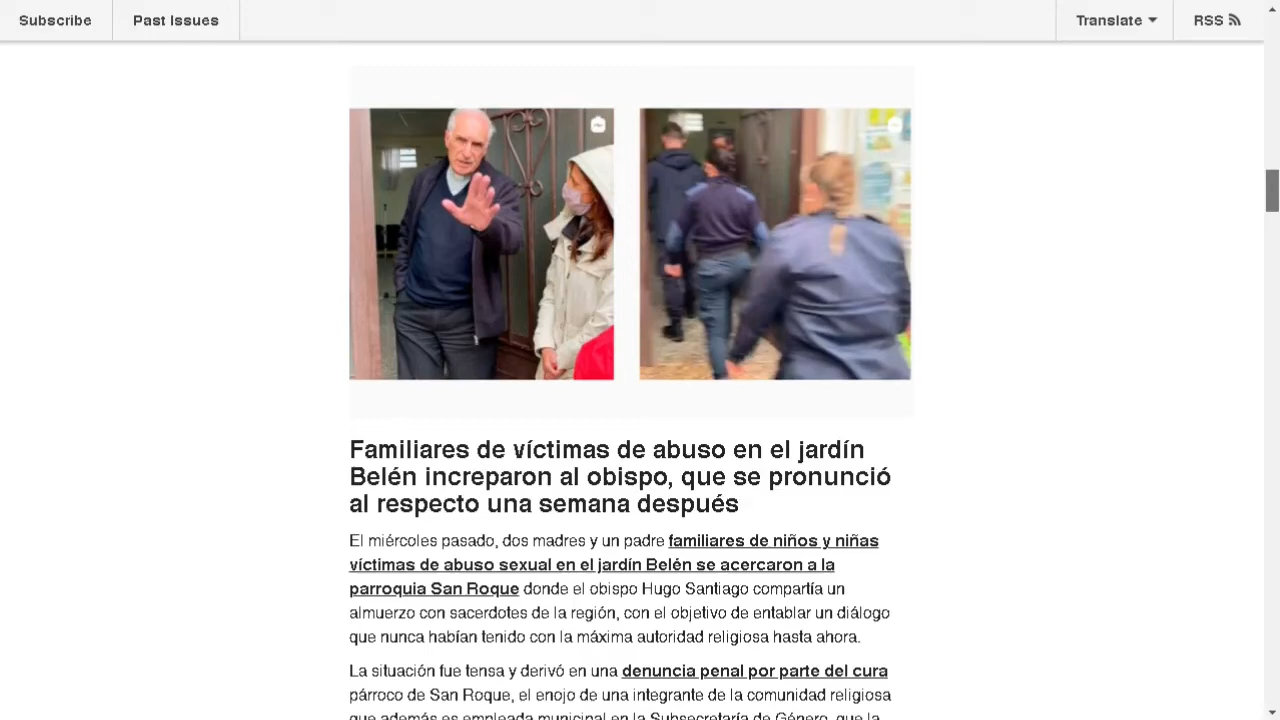 Subscribe
Past Issues
Translate
RSS
Familiares de víctimas de abuso en el jardín
Belén increparon al obispo, que se pronunció
al respecto una semana después
El miércoles pasado, dos madres y un padre familiares de niños y niñas
víctimas de abuso sexual en el jardín Belén se acercaron a la
parroquia San Roque donde el obispo Hugo Santiago compartía un
almuerzo con sacerdotes de la región, con el objetivo de entablar un diálogo
que nunca habían tenido con la máxima autoridad religiosa hasta ahora.
La situación fue tensa y derivó en una denuncia penal por parte del cura
párroco de San Roque, el enojo de una integrante de la comunidad religiosa
que además es empleada municipal en la Subsecretaría de Género, que la